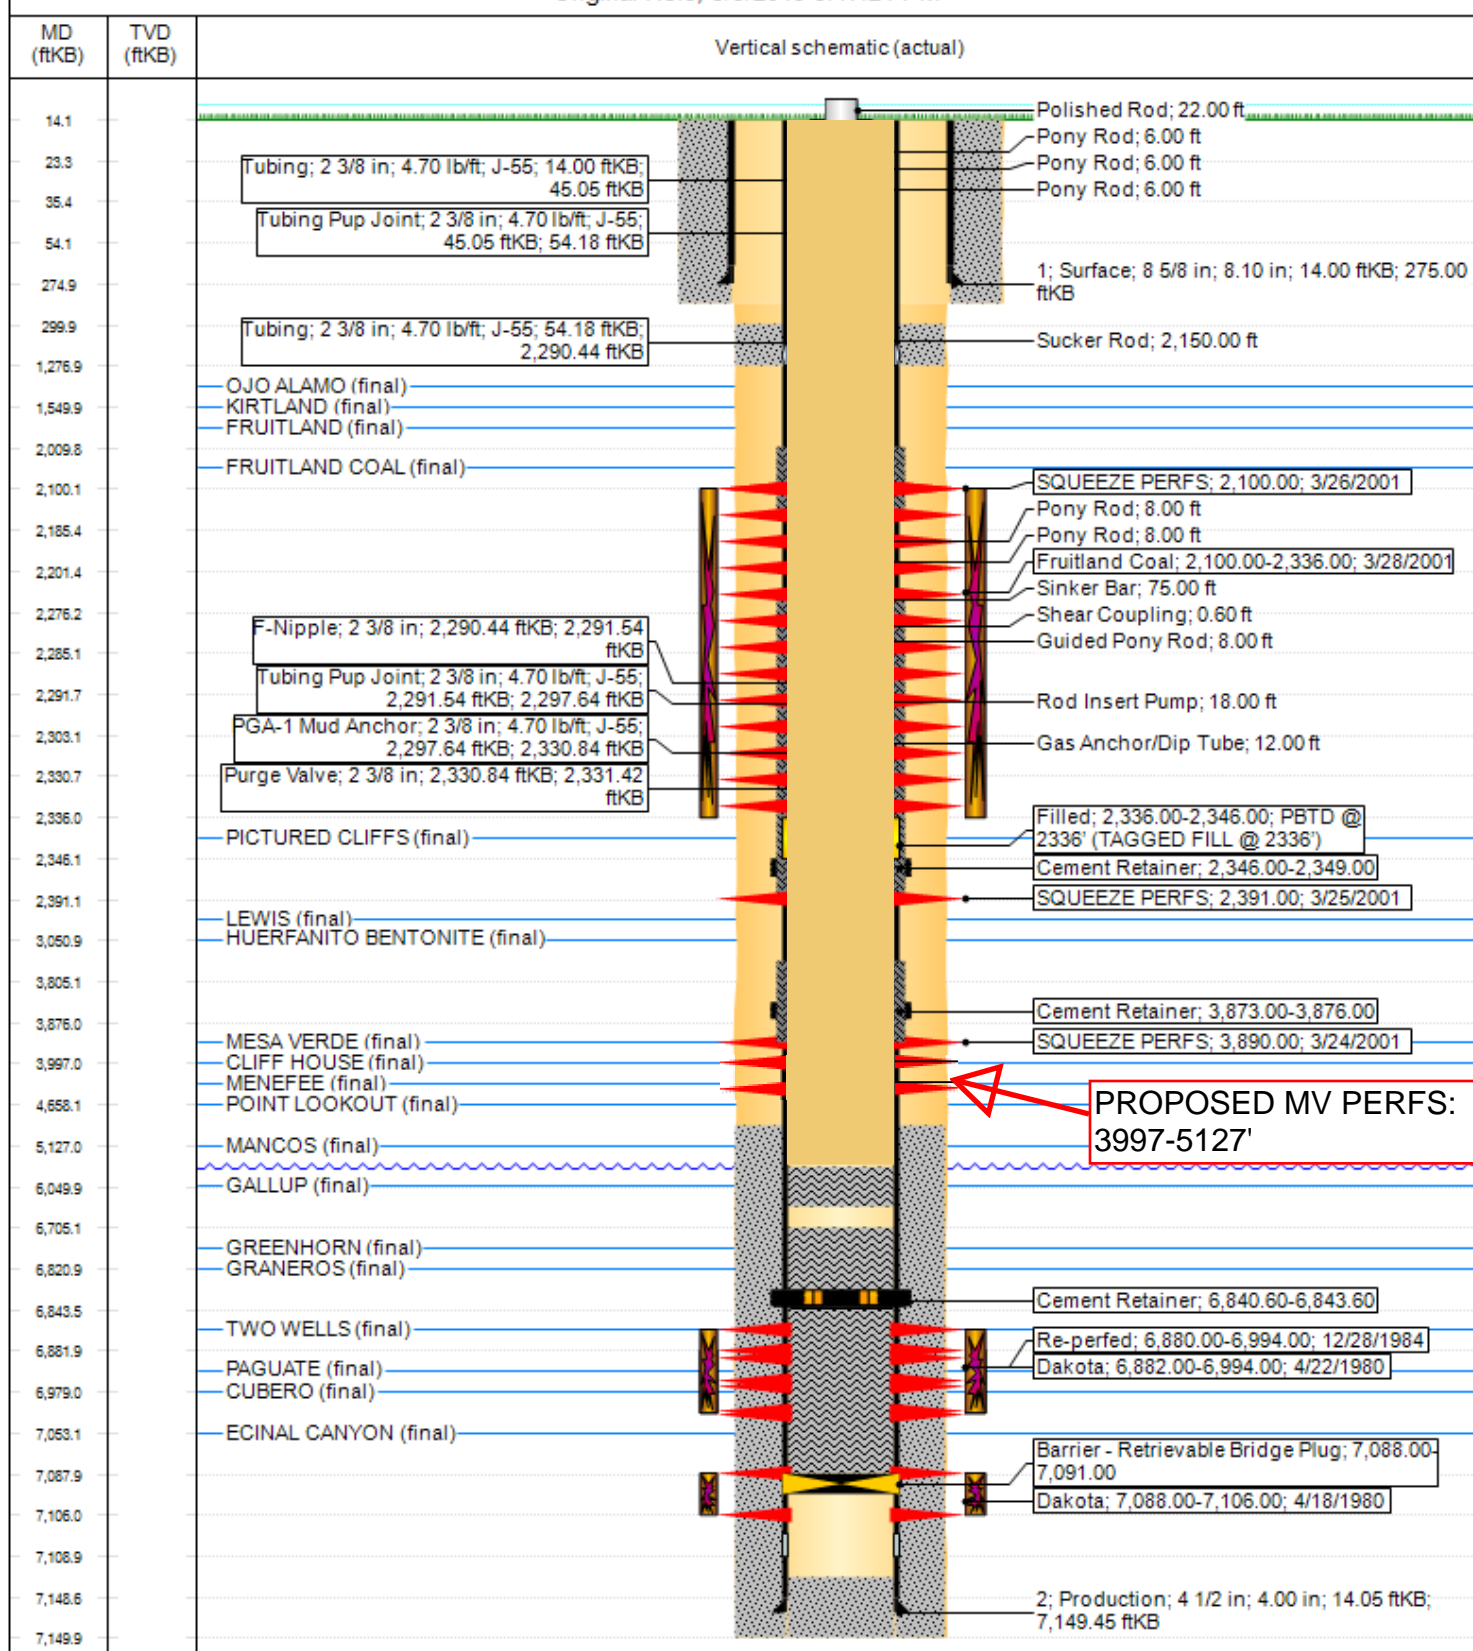 MD
(ftKB)
TVD
(ftKB)
Vertical schematic (actual)
14.1
23.3
35.4
54.1
274.9
299.9
1,276.9
1,549.9
2,009.8
2,100.1
2,185.4
2,201.4
2,276.2
2,285.1
2,291.7
2,303.1
2,330.7
2,336.0
2,346.1
2,391.1
3,050.9
3,805.1
3,876.0
3,997.0
4,658.1
5,127.0
6,049.9
6,705.1
6,820.9
6,843.5
6,881.9
6,979.0
7,053.1
7,087.9
7,106.0
7,108.9
7,148.6
7,149.9
Tubing; 2 3/8 in; 4.70 lb/ft; J-55; 14.00 ftKB;
45.05 ftKB
Tubing Pup Joint; 2 3/8 in; 4.70 lb/ft; J-55;
45.05 ftKB; 54.18 ftKB
Tubing; 2 3/8 in; 4.70 lb/ft; J-55; 54.18 ftKB;
2,290.44 ftKB
OJO ALAMO (final)
KIRTLAND (final)
FRUITLAND (final)
FRUITLAND COAL (final)
F-Nipple; 2 3/8 in; 2,290.44 ftKB; 2,291.54
ftKB
Tubing Pup Joint; 2 3/8 in; 4.70 lb/ft; J-55;
2,291.54 ftKB; 2,297.64 ftKB
PGA-1 Mud Anchor; 2 3/8 in; 4.70 lb/ft; J-55;
2,297.64 ftKB; 2,330.84 ftKB
Purge Valve; 2 3/8 in; 2,330.84 ftKB; 2,331.42
ftKB
PICTURED CLIFFS (final)
LEWIS (final)
HUERFANITO BENTONITE (final)
MESA VERDE (final)
CLIFF HOUSE (final)
MENEFEE (final)
POINT LOOKOUT (final)
MANCOS (final)
GALLUP (final)
GREENHORN (final)
GRANEROS (final)
TWO WELLS (final)
PAGUATE (final)
CUBERO (final)
ECINAL CANYON (final)
Polished Rod; 22.00 ft
Pony Rod; 6.00 ft
Pony Rod; 6.00 ft
Pony Rod; 6.00 ft
1; Surface; 8 5/8 in; 8.10 in; 14.00 ftKB; 275.00
ftKB
Sucker Rod; 2,150.00 ft
SQUEEZE PERFS; 2,100.00; 3/26/2001
Pony Rod; 8.00 ft
Pony Rod; 8.00 ft
Fruitland Coal; 2,100.00-2,336.00; 3/28/2001
Sinker Bar; 75.00 ft
Shear Coupling; 0.60 ft
Guided Pony Rod; 8.00 ft
Rod Insert Pump; 18.00 ft
Gas Anchor/Dip Tube; 12.00 ft
Filled; 2,336.00-2,346.00; PBTD @
2336' (TAGGED FILL @ 2336')
Cement Retainer; 2,346.00-2,349.00
SQUEEZE PERFS; 2,391.00; 3/25/2001
Cement Retainer; 3,873.00-3,876.00
SQUEEZE PERFS; 3,890.00; 3/24/2001
PROPOSED MV PERFS:
3997-5127'
Cement Retainer; 6,840.60-6,843.60
Re-perfed; 6,880.00-6,994.00; 12/28/1984
Dakota; 6,882.00-6,994.00; 4/22/1980
Barrier - Retrievable Bridge Plug; 7,088.00-
7,091.00
Dakota; 7,088.00-7,106.00; 4/18/1980
2; Production; 4 1/2 in; 4.00 in; 14.05 ftKB;
7,149.45 ftKB